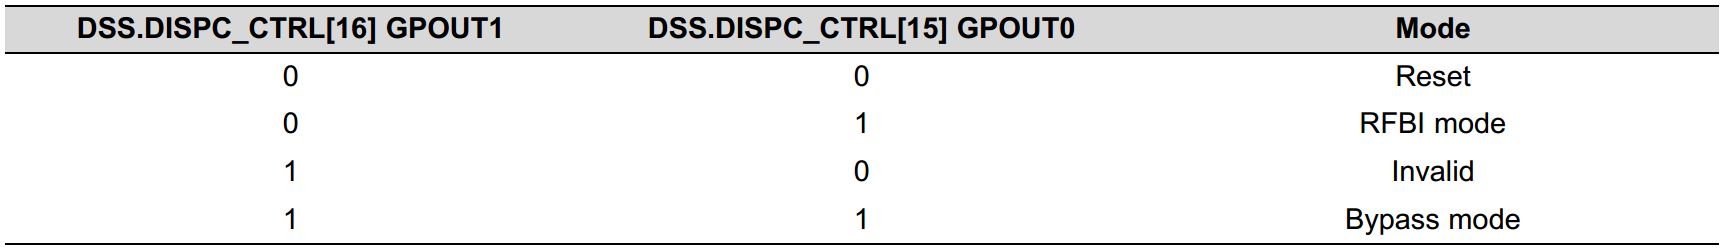 DSS.DISPC_CTRL[16] GPOUT1 DSS.DISPC_CTRL[15] GPOUT0 Mode
0 0 Reset
0 1 RFBI mode
1 0 Invalid
1 1 Bypass mode